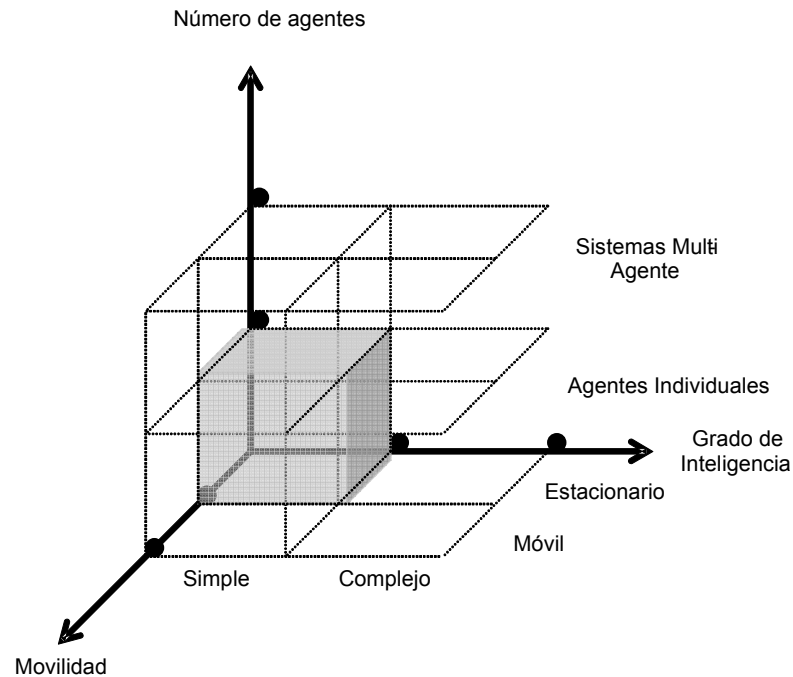 Número de agentes
Sistemas Multi
Agente
Agentes Individuales
Grado de
Inteligencia
Estacionario
Móvil
Simple
Complejo
Movilidad